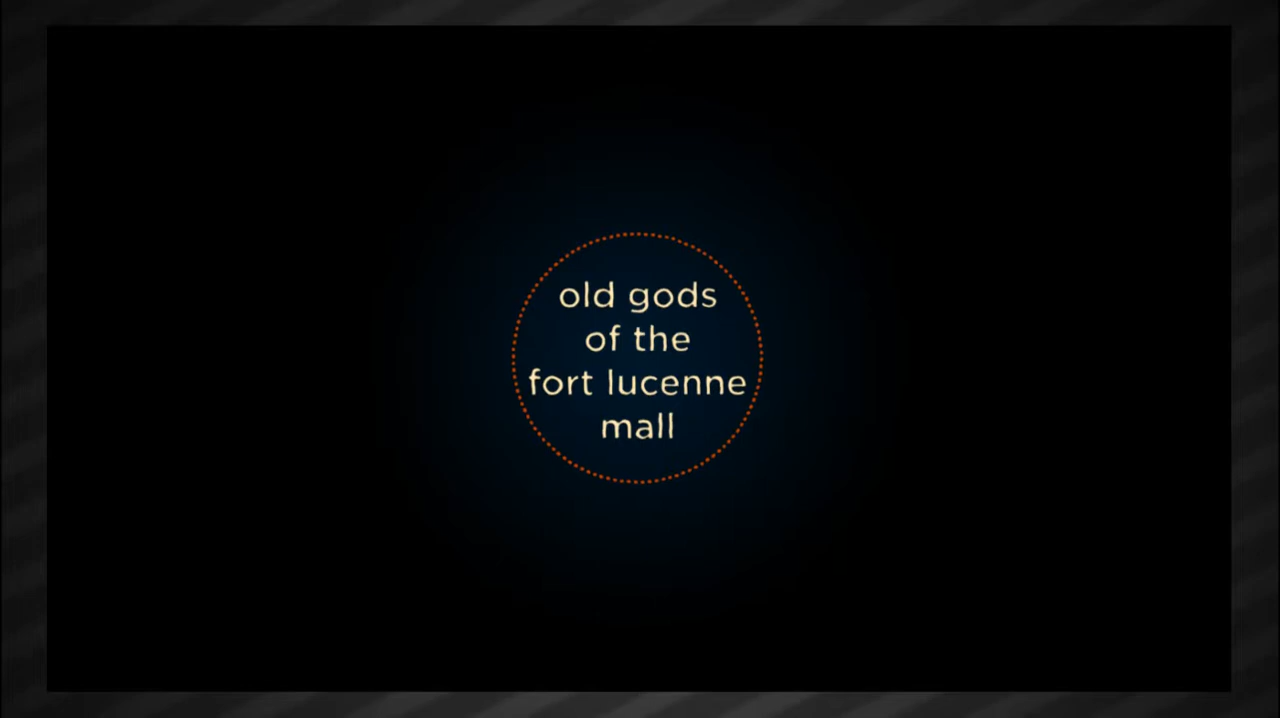 old gods
of the
fort lucenne
mall